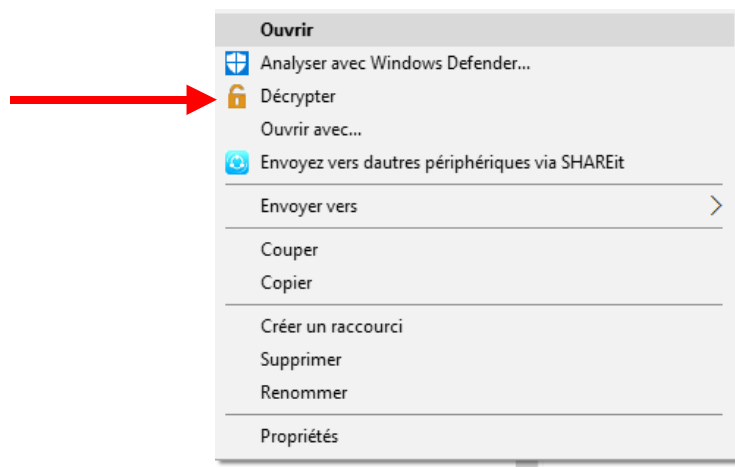 Ouvrir
Analyser avec Windows Defender...
Décrypter
Ouvrir avec...
Envoyez vers dautres périphériques via SHAREit
Envoyer vers
Couper
Copier
Créer un raccourci
Supprimer
Renommer
Propriétés